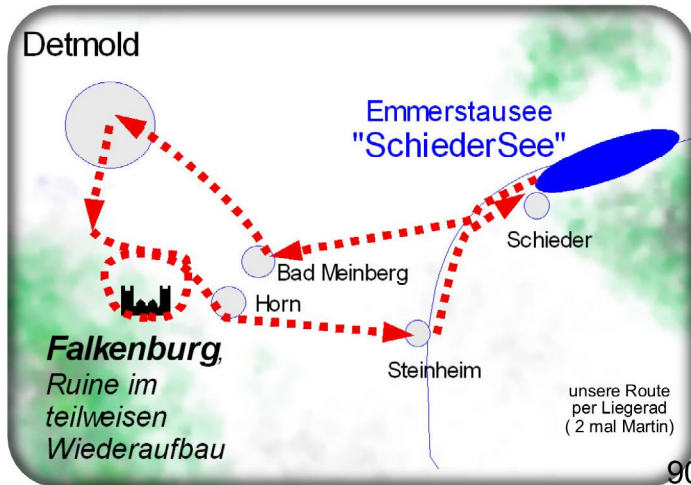 Detmold
Emmerstausee
"SchiederSee"
Schieder
Bad Meinberg
Horn
Steinheim
Falkenburg,
Ruine im
teilweisen
Wiederaufbau
unsere Route
per Liegerad
( 2 mal Martin)
90